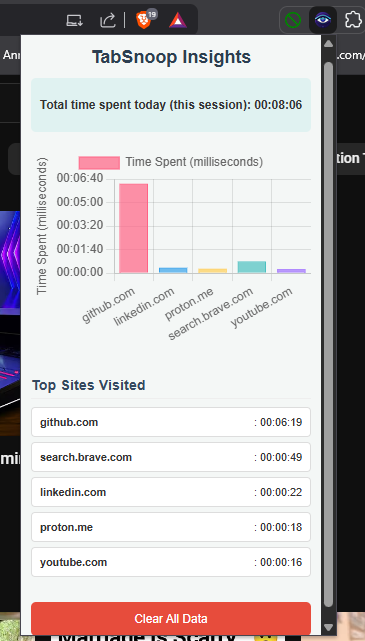 19
Ann
.com/
TabSnoop Insights
Total time spent today (this session): 00:08:06
Time Spent (milliseconds)
Time Spent (milliseconds)
00:06:40
00:05:00
00:03:20
00:01:40
00:00:00
github.com
linkedin.com
proton.me
search.brave.com
youtube.com
Top Sites Visited
github.com : 00:06:19
search.brave.com : 00:00:49
linkedin.com : 00:00:22
proton.me : 00:00:18
youtube.com : 00:00:16
Clear All Data